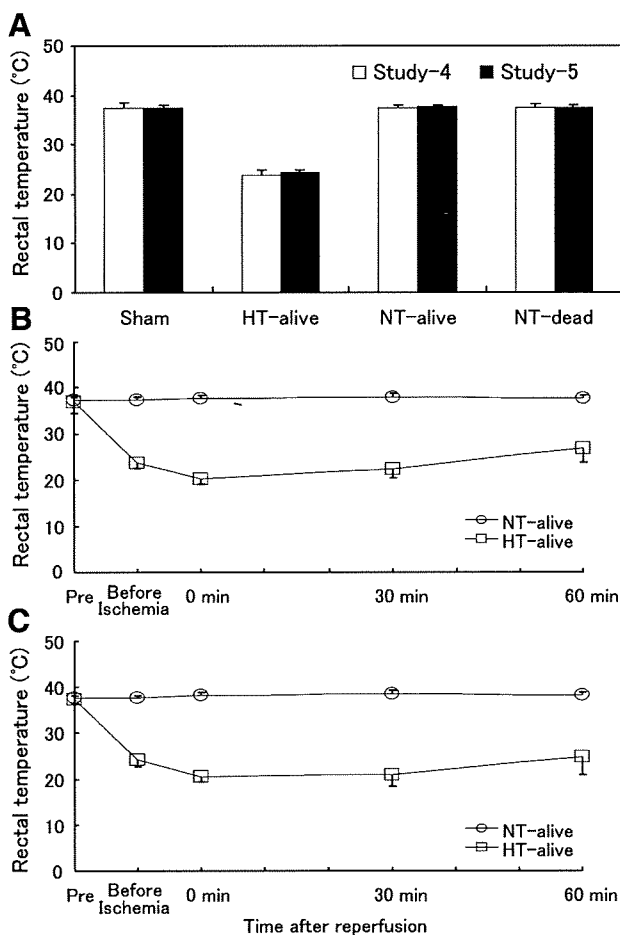 A
Rectal temperature (°C)
50
40
30
20
10
0
Study-4
Study-5
Sham
HT-alive
NT-alive
NT-dead
B
Rectal temperature (°C)
50
40
30
20
10
0
NT-alive
HT-alive
Pre
Before
Ischemia
0 min
30 min
60 min
C
Rectal temperature (°C)
50
40
30
20
10
0
NT-alive
HT-alive
Pre
Before
Ischemia
0 min
30 min
60 min
Time after reperfusion